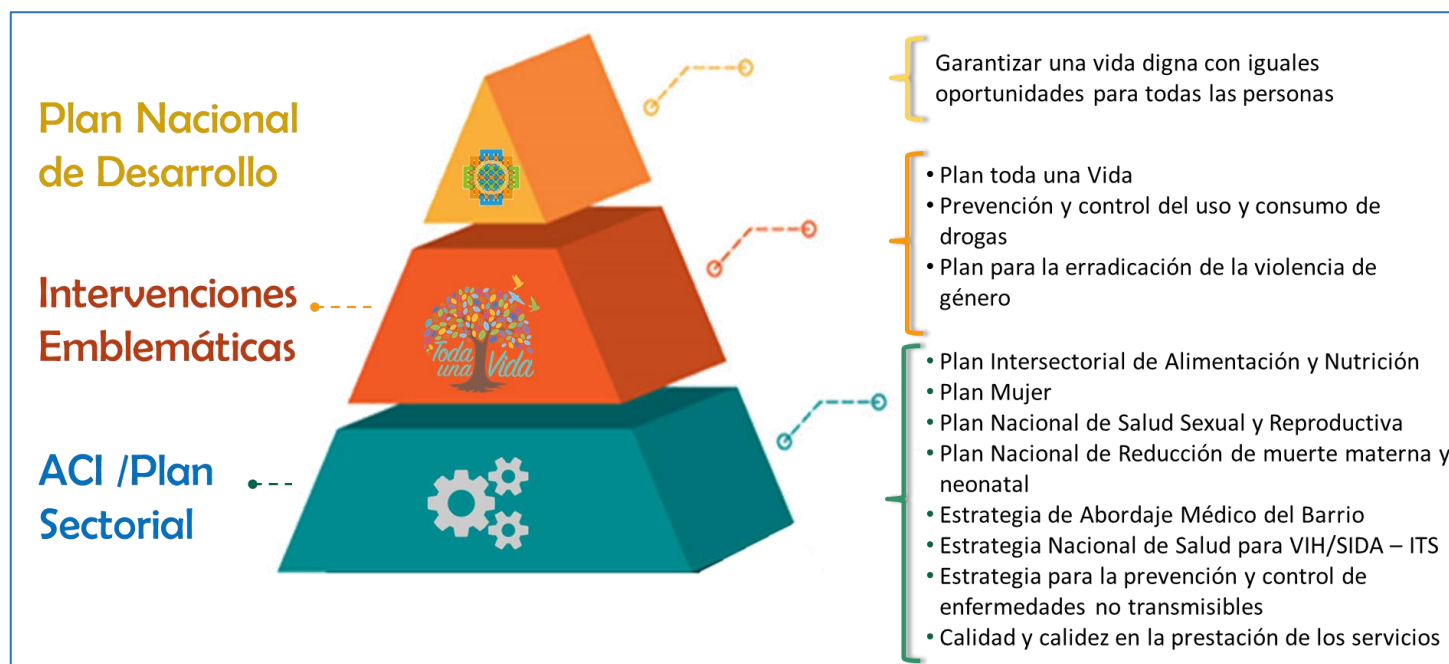 Plan Nacional
de Desarrollo
Garantizar una vida digna con iguales
oportunidades para todas las personas
Intervenciones
Emblemáticas
Toda
una Vida
• Plan toda una Vida
• Prevención y control del uso y consumo de
drogas
• Plan para la erradicación de la violencia de
género
ACI /Plan
Sectorial
• Plan Intersectorial de Alimentación y Nutrición
• Plan Mujer
• Plan Nacional de Salud Sexual y Reproductiva
• Plan Nacional de Reducción de muerte materna y
neonatal
• Estrategia de Abordaje Médico del Barrio
• Estrategia Nacional de Salud para VIH/SIDA – ITS
• Estrategia para la prevención y control de
enfermedades no transmisibles
• Calidad y calidez en la prestación de los servicios